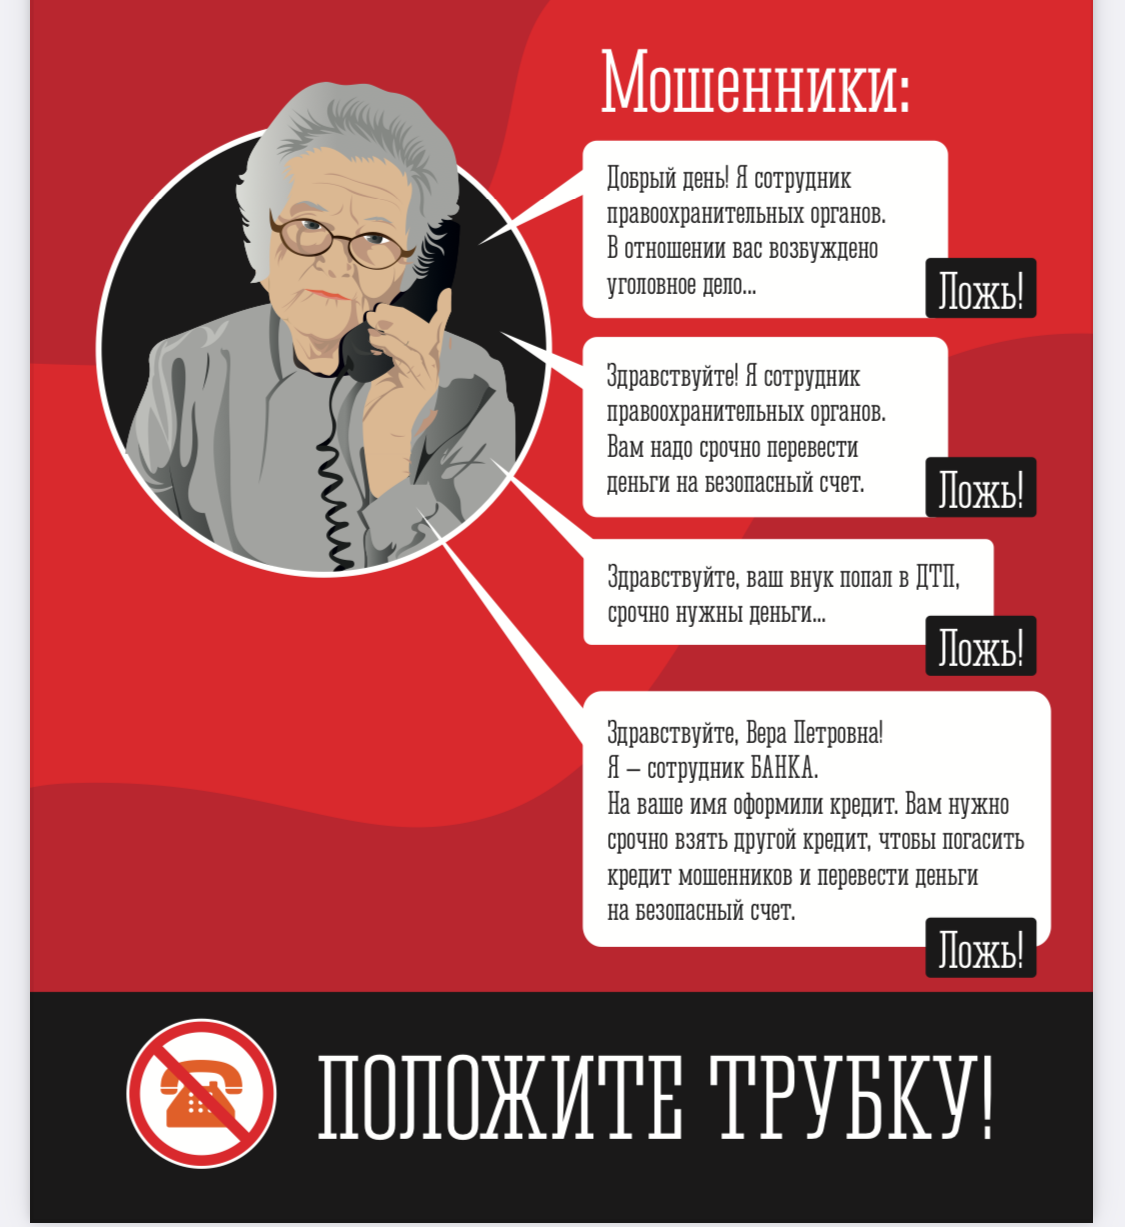 Мошенники:
Добрый день! Я сотрудник
правоохранительных органов.
В отношении вас возбуждено
уголовное дело...
Ложь!
Здравствуйте! Я сотрудник
правоохранительных органов.
Вам надо срочно перевести
деньги на безопасный счет.
Ложь!
Здравствуйте, ваш внук попал в ДТП,
срочно нужны деньги...
Ложь!
Здравствуйте, Вера Петровна!
Я – сотрудник БАНКА.
На ваше имя оформили кредит. Вам нужно
срочно взять другой кредит, чтобы погасить
кредит мошенников и перевести деньги
на безопасный счет.
Ложь!
ПОЛОЖИТЕ ТРУБКУ!